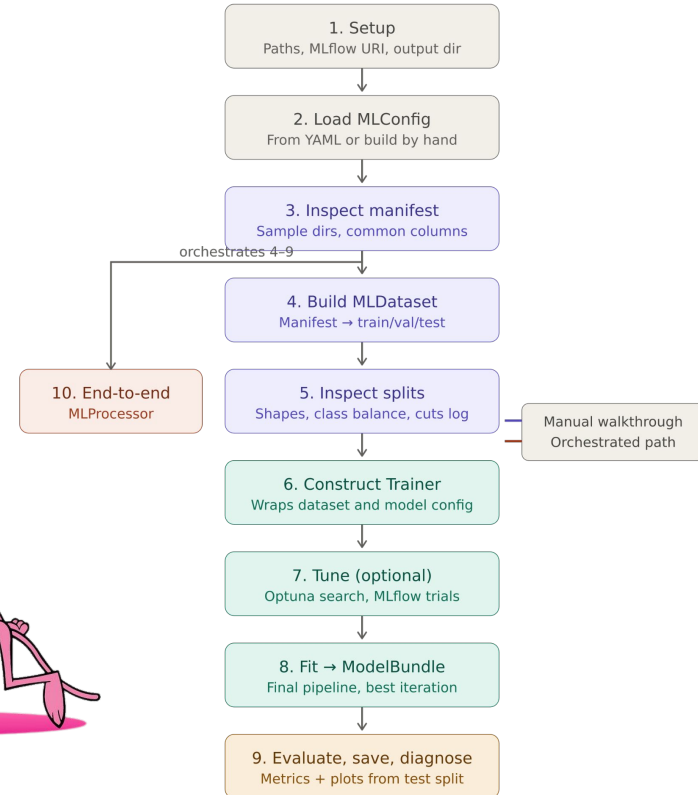 1. Setup
Paths, MLflow URI, output dir
2. Load MLConfig
From YAML or build by hand
3. Inspect manifest
Sample dirs, common columns
orchestrates 4–9
4. Build MLDataset
Manifest → train/val/test
10. End-to-end
MLProcessor
5. Inspect splits
Shapes, class balance, cuts log
Manual walkthrough
Orchestrated path
6. Construct Trainer
Wraps dataset and model config
7. Tune (optional)
Optuna search, MLflow trials
8. Fit → ModelBundle
Final pipeline, best iteration
9. Evaluate, save, diagnose
Metrics + plots from test split